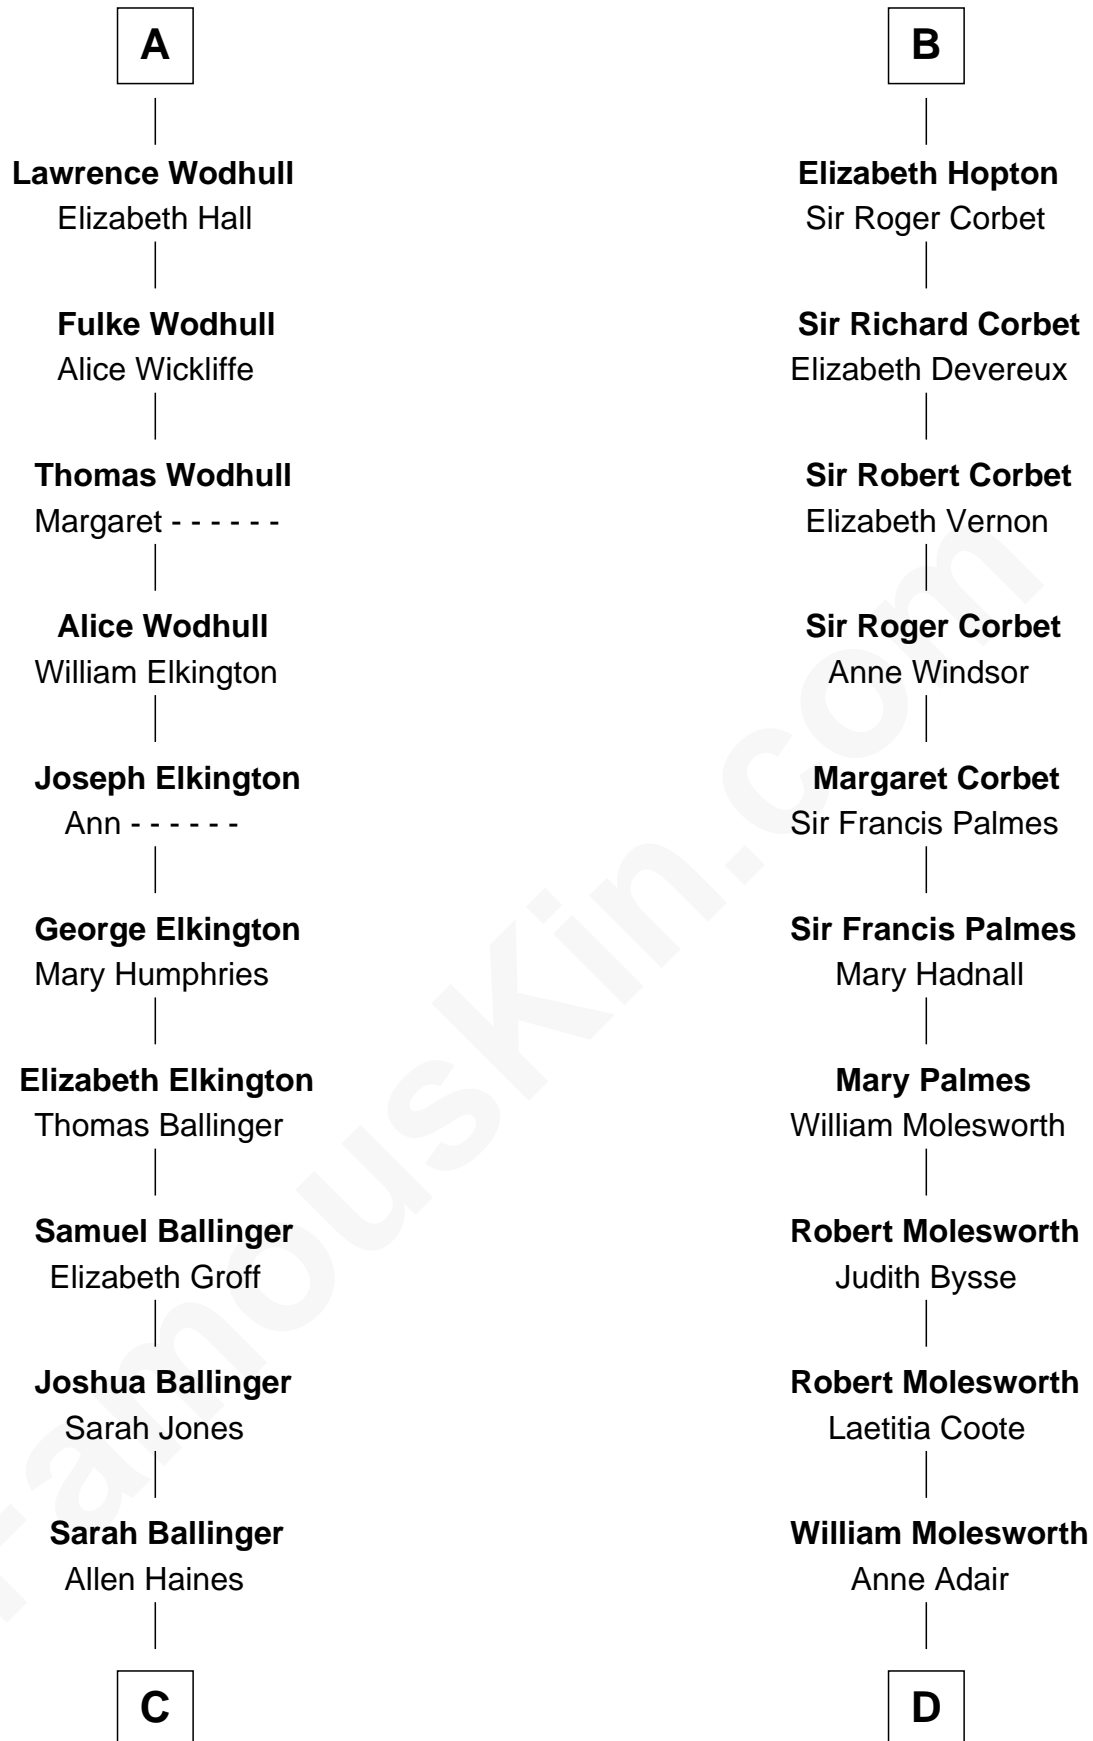 A
Lawrence Wodhull
Elizabeth Hall
Fulke Wodhull
Alice Wickliffe
Thomas Wodhull
Margaret - - - - - -
Alice Wodhull
William Elkington
Joseph Elkington
Ann - - - - - -
George Elkington
Mary Humphries
Elizabeth Elkington
Thomas Ballinger
Samuel Ballinger
Elizabeth Groff
Joshua Ballinger
Sarah Jones
Sarah Ballinger
Allen Haines
C
B
Elizabeth Hopton
Sir Roger Corbet
Sir Richard Corbet
Elizabeth Devereux
Sir Robert Corbet
Elizabeth Vernon
Sir Roger Corbet
Anne Windsor
Margaret Corbet
Sir Francis Palmes
Sir Francis Palmes
Mary Hadnall
Mary Palmes
William Molesworth
Robert Molesworth
Judith Bysse
Robert Molesworth
Laetitia Coote
William Molesworth
Anne Adair
D
FamousKin.com